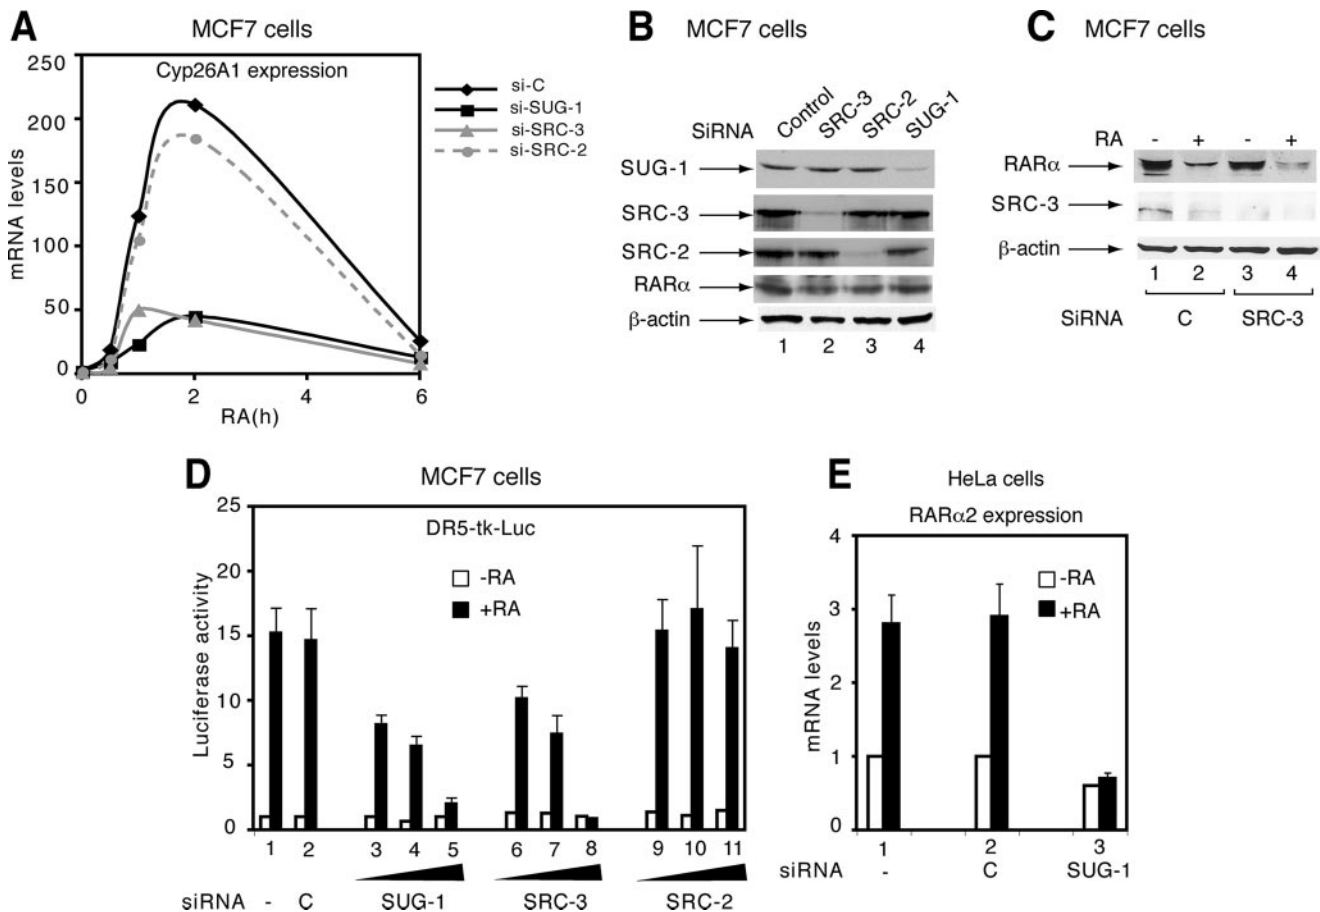 A
MCF7 cells
Cyp26A1 expression
mRNA levels
250
200
150
100
50
0
0 2 4 6
RA(h)
si-C
si-SUG-1
si-SRC-3
si-SRC-2
B
MCF7 cells
SiRNA Control SRC-3 SRC-2 SUG-1
SUG-1
SRC-3
SRC-2
RARα
β-actin
1 2 3 4
C
MCF7 cells
RA - + - +
RARα
SRC-3
β-actin
1 2 3 4
SiRNA C SRC-3
D
MCF7 cells
DR5-tk-Luc
-RA
+RA
Luciferase activity
25
20
15
10
5
0
1 2 3 4 5 6 7 8 9 10 11
siRNA - C SUG-1 SRC-3 SRC-2
E
HeLa cells
RARα2 expression
-RA
+RA
mRNA levels
4
3
2
1
0
1 2 3
siRNA - C SUG-1